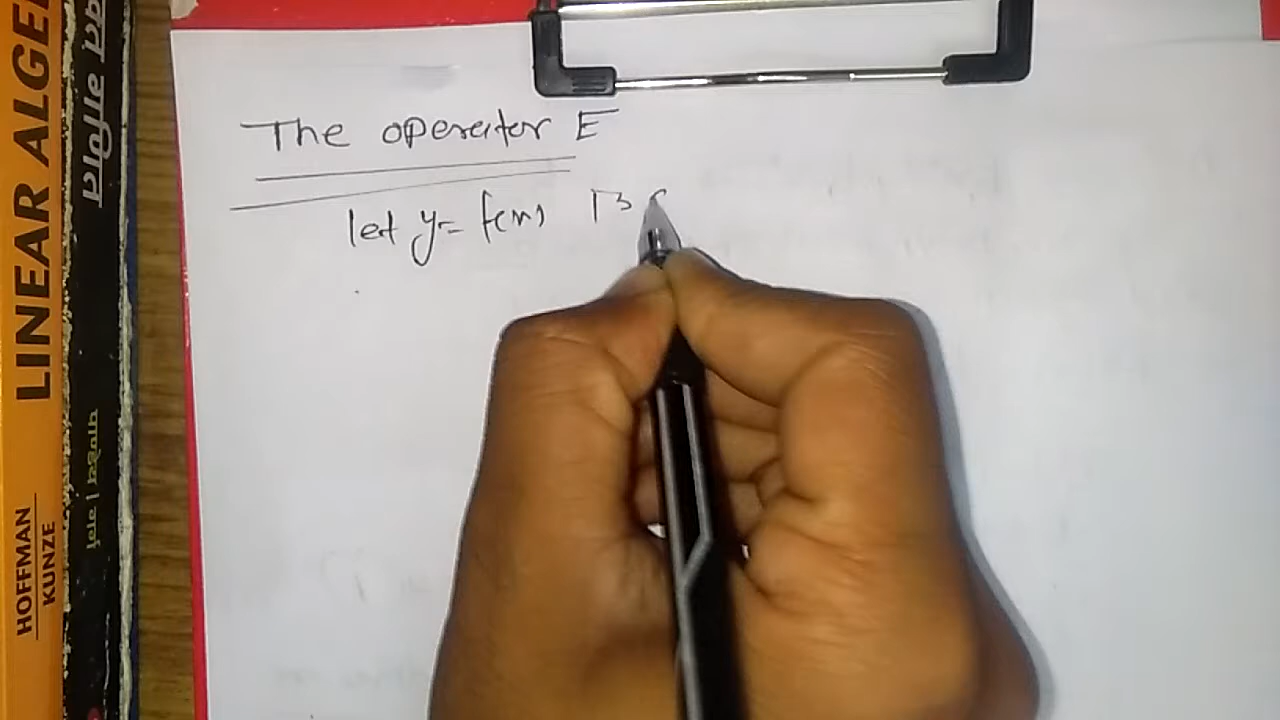 The operator E
let y = f(x) is
LINEAR ALGE
HOFFMAN
KUNZE